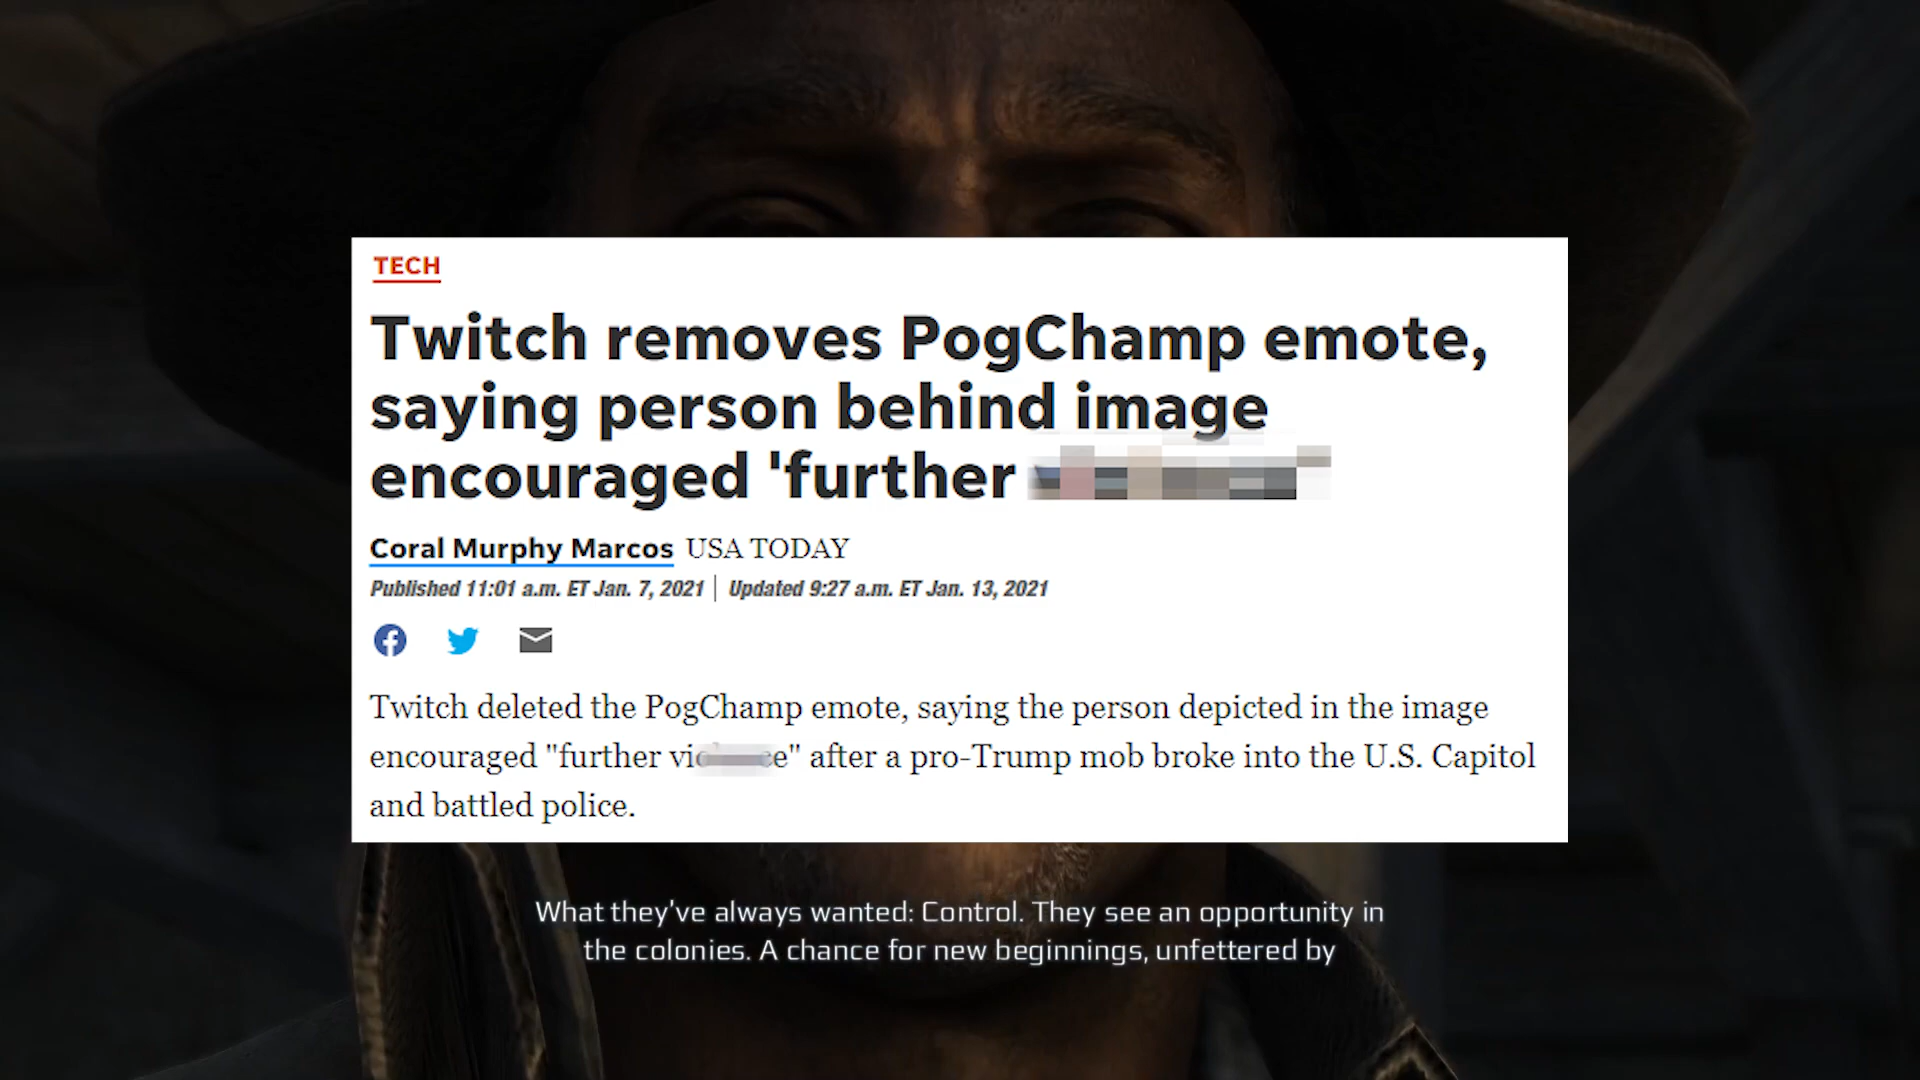 TECH
Twitch removes PogChamp emote,
saying person behind image
encouraged 'further
Coral Murphy Marcos USA TODAY
Published 11:01 a.m. ET Jan. 7, 2021 | Updated 9:27 a.m. ET Jan. 13, 2021
Twitch deleted the PogChamp emote, saying the person depicted in the image
encouraged "further after a pro-Trump mob broke into the U.S. Capitol
and battled police.
What they've always wanted: Control. They see an opportunity in
the colonies. A chance for new beginnings, unfettered by